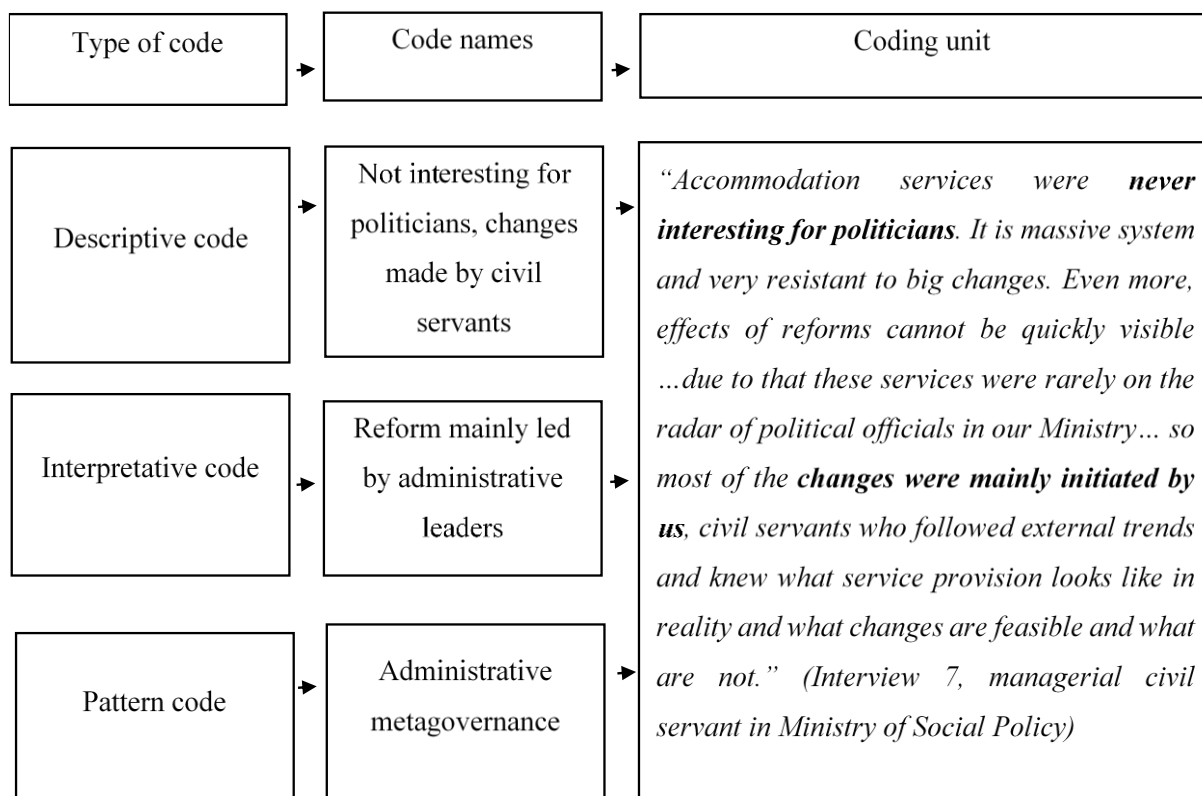 Type of code
Code names
Coding unit
Descriptive code
Not interesting for
politicians, changes
made by civil
servants
Interpretative code
Reform mainly led
by administrative
leaders
Pattern code
Administrative
metagovernance
“Accommodation services were never
interesting for politicians. It is massive system
and very resistant to big changes. Even more,
effects of reforms cannot be quickly visible
…due to that these services were rarely on the
radar of political officials in our Ministry… so
most of the changes were mainly initiated by
us, civil servants who followed external trends
and knew what service provision looks like in
reality and what changes are feasible and what
are not.” (Interview 7, managerial civil
servant in Ministry of Social Policy)